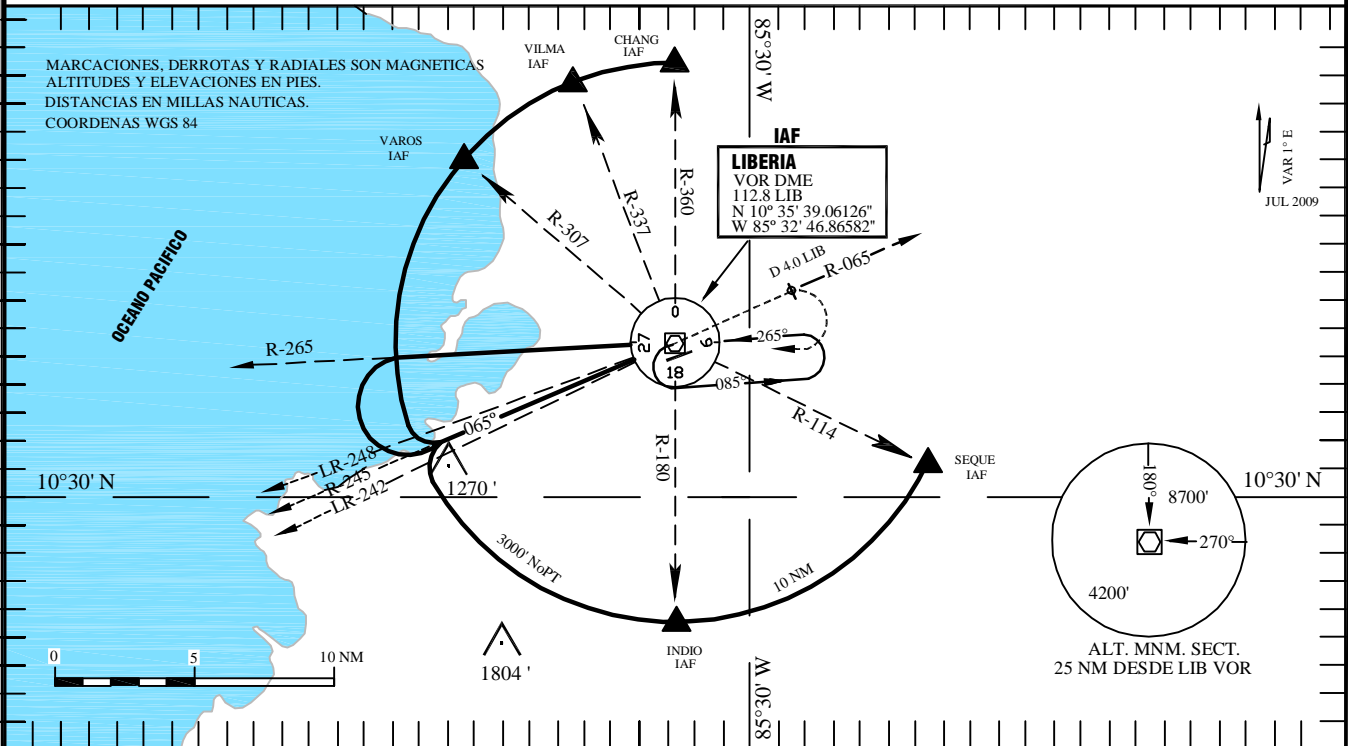 MARCACIONES, DERROTAS Y RADIALES SON MAGNETICAS
ALTITUDES Y ELEVACIONES EN PIES.
DISTANCIAS EN MILLAS NAUTICAS.
COORDENAS WGS 84
VILMA
IAF
CHANG
IAF
VAROS
IAF
85°30' W
IAF
LIBERIA
VOR DME
112.8 LIB
N 10° 35' 39.06126"
W 85° 32' 46.86582"
VAR 1° E
JUL 2009
OCEANO PACIFICO
R-307
R-337
R-360
D 4.0 LIB
R-065
R-265
0
27
9
18
265°
085°
R-114
SEQUE
IAF
R-180
065°
LR-248
R-245
LR-242
1270 '
10°30' N
10°30' N
180°
8700'
270°
4200'
ALT. MNM. SECT.
25 NM DESDE LIB VOR
3000' NoPT
10 NM
INDIO
IAF
1804 '
0
5
10 NM
85°30' W